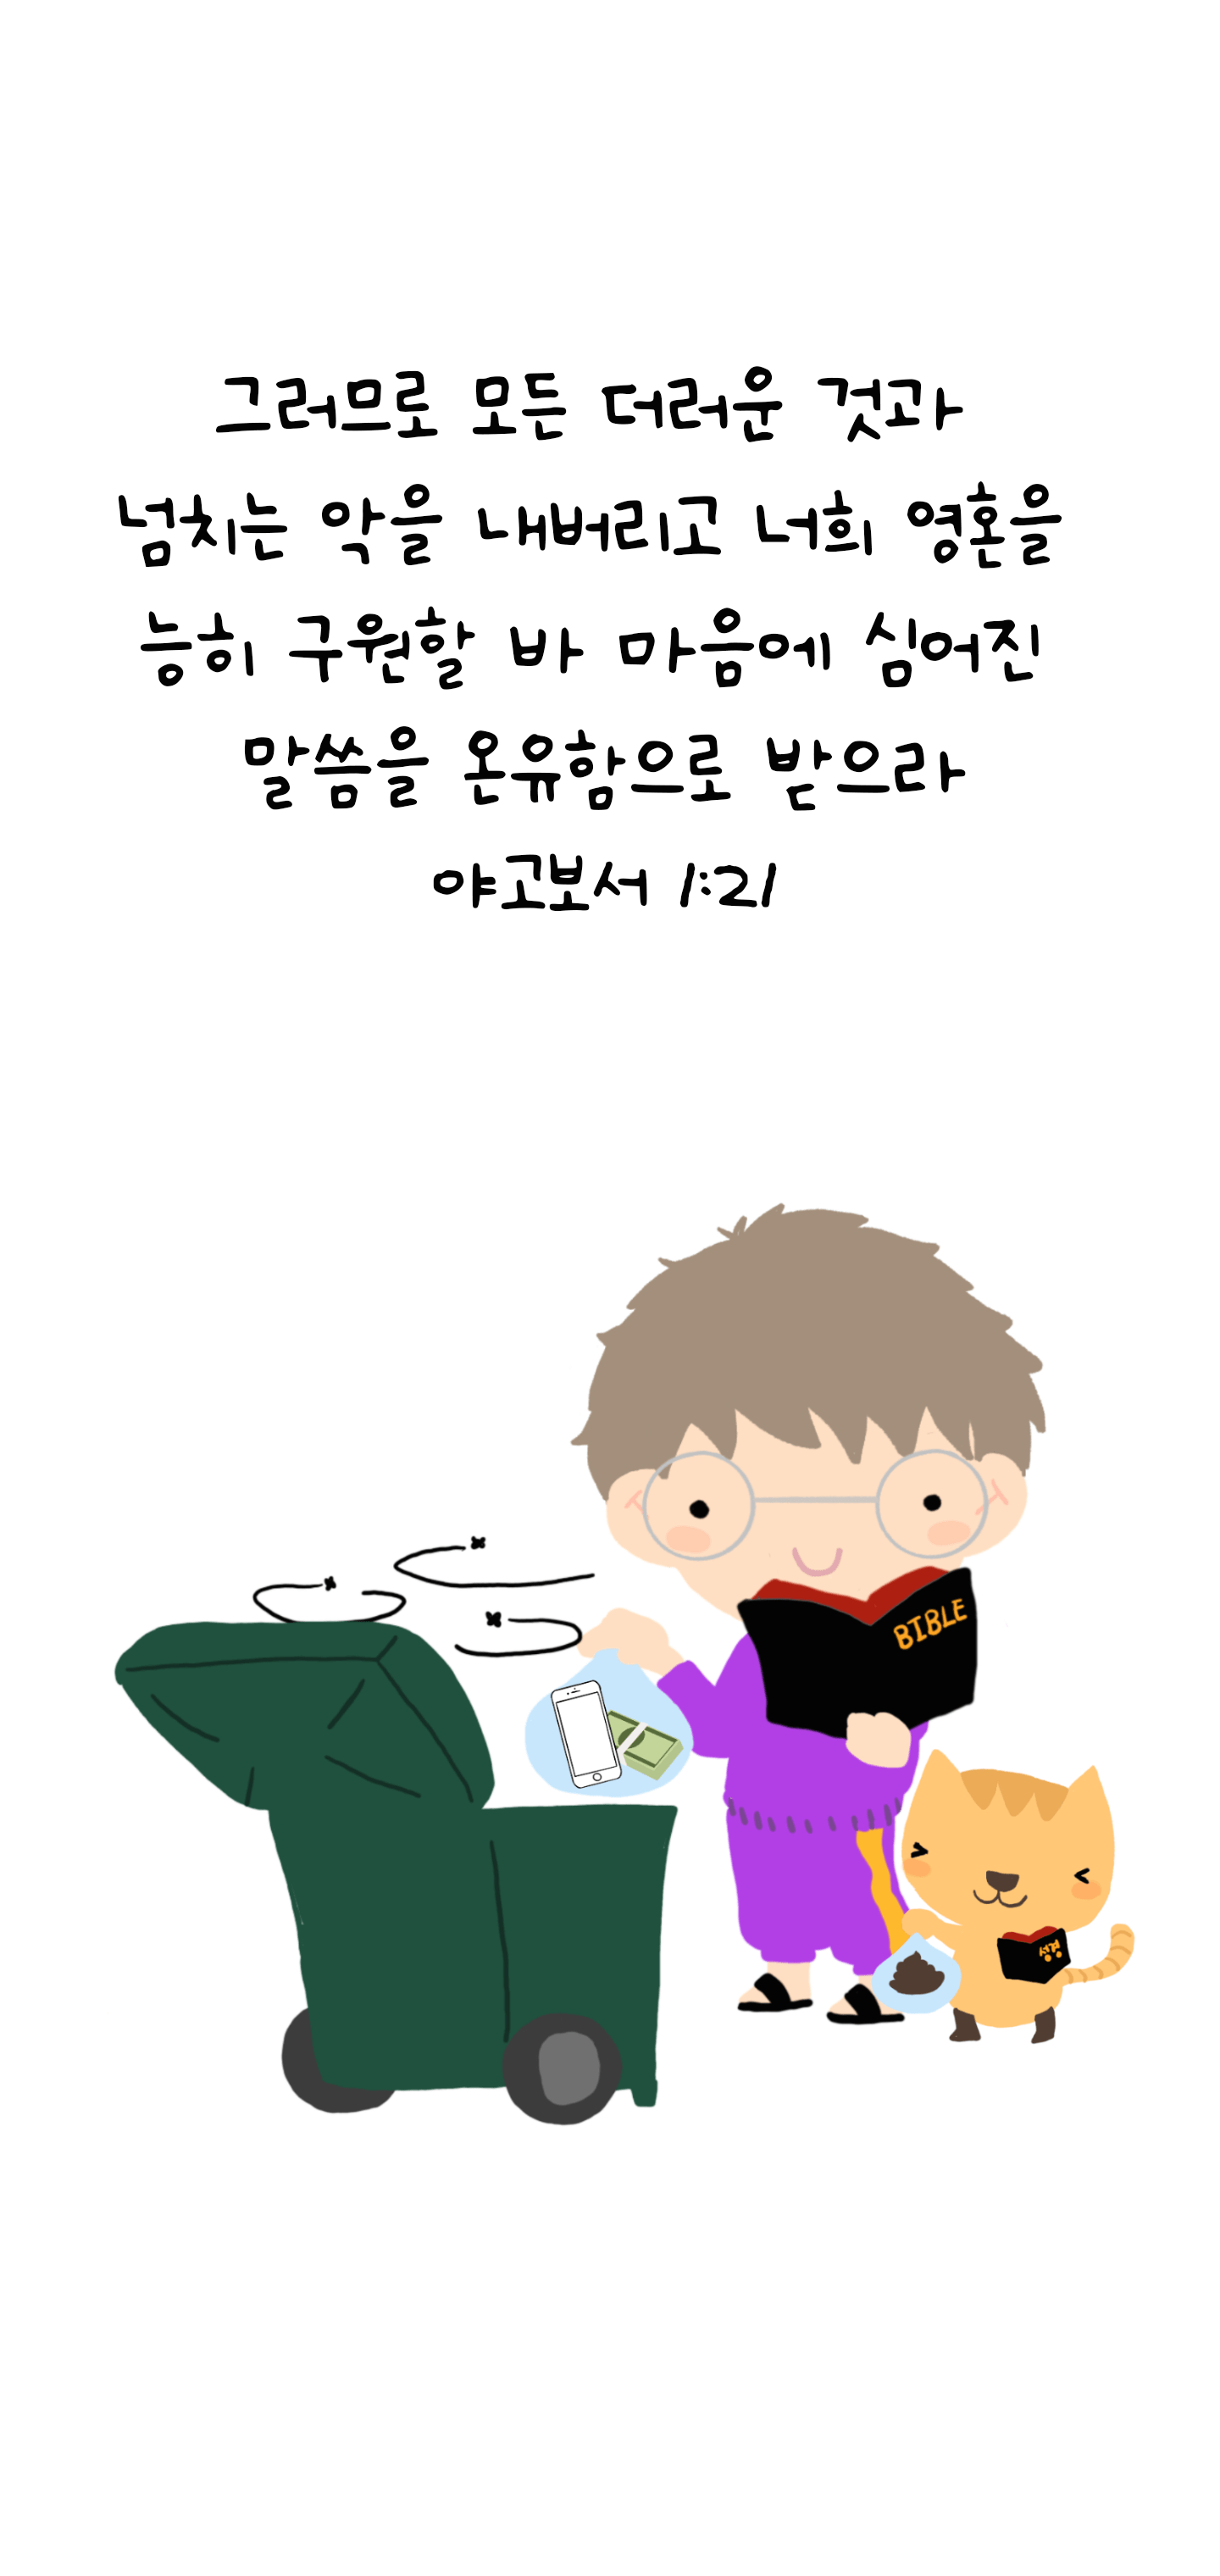 그러므로 모든 더러운 것과
넘치는 악을 내버리고 너희 영혼을
능히 구원할 바 마음에 심어진
말씀을 온유함으로 받으라
야고보서 1:21
BIBLE